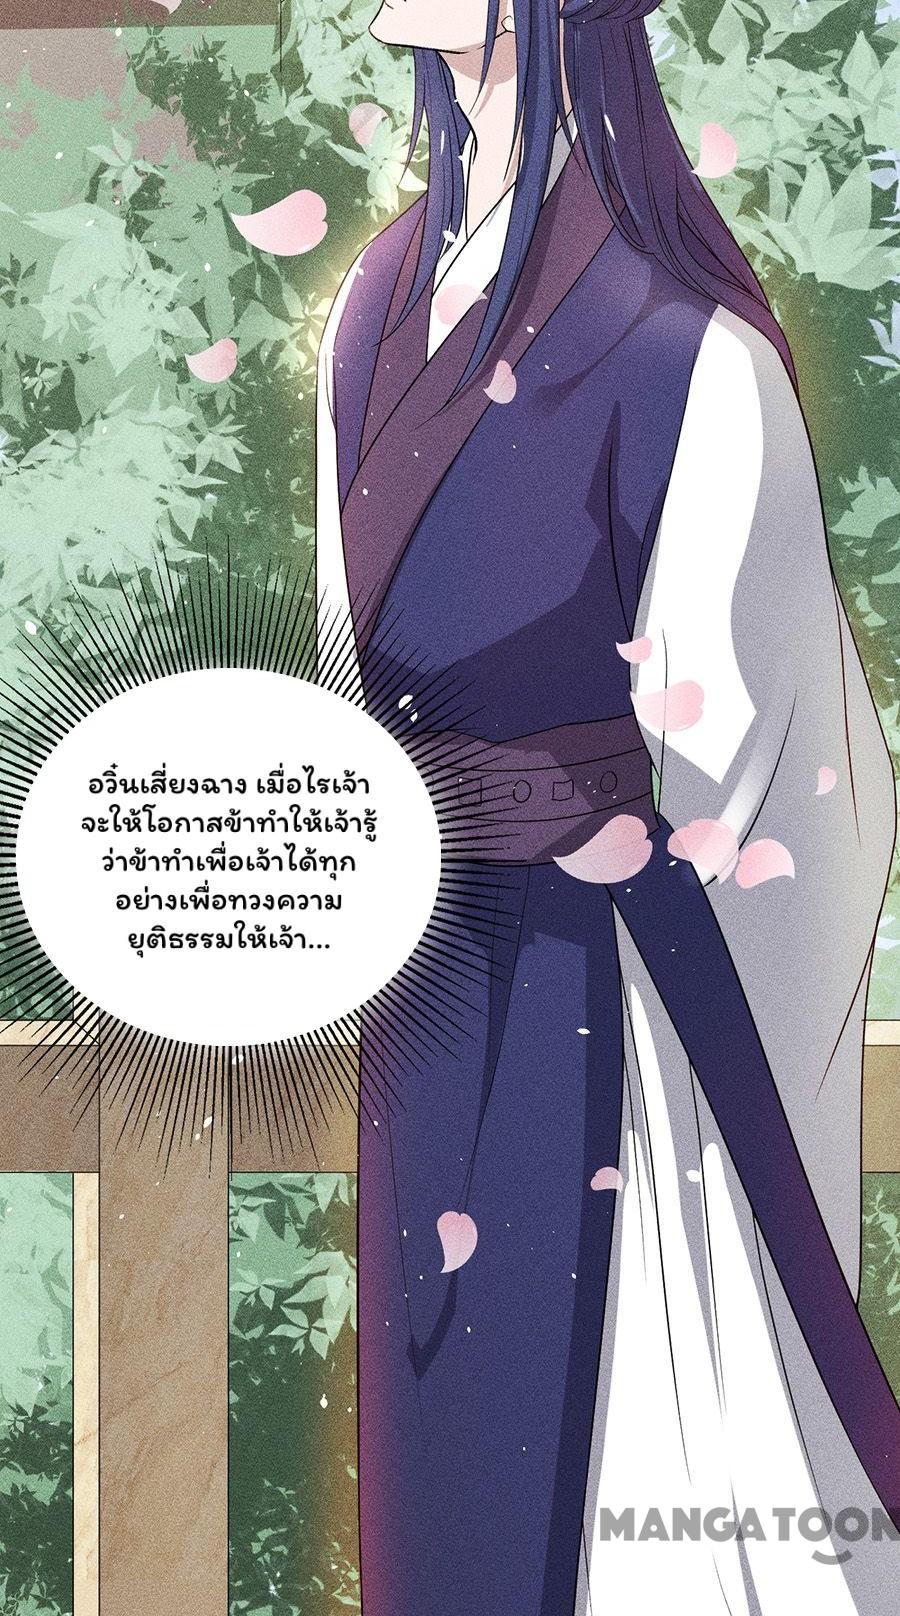 อวิ๋นเสี่ยงฉาง เมื่อไรเจ้า
จะให้โอกาสข้าทำให้เจ้ารู้
ว่าข้าทำเพื่อเจ้าได้ทุก
อย่างเพื่อทวงความ
ยุติธรรมให้เจ้า...
MANGATOON